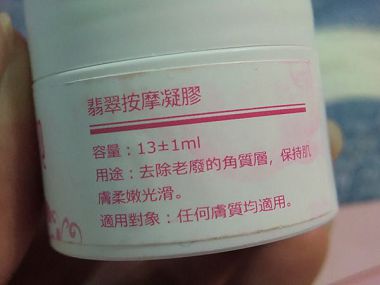 翡翠按摩凝膠
容量：13±1ml
用途：去除老廢的角質層，保持肌
膚柔嫩光滑。
適用對象：任何膚質均適用。